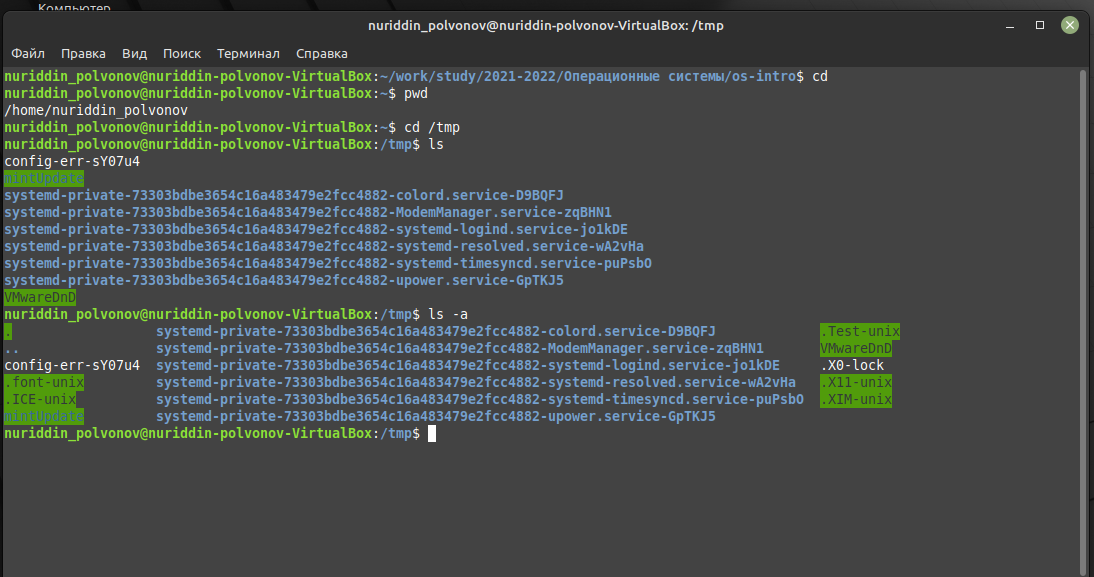 Компьютер
nuriddin_polvonov@nuriddin-polvonov-VirtualBox: /tmp
Файл Правка Вид Поиск Терминал Справка
nuriddin_polvonov@nuriddin-polvonov-VirtualBox:~/work/study/2021-2022/Операционные системы/os-intro$ cd
nuriddin_polvonov@nuriddin-polvonov-VirtualBox:~$ pwd
/home/nuriddin_polvonov
nuriddin_polvonov@nuriddin-polvonov-VirtualBox:~$ cd /tmp
nuriddin_polvonov@nuriddin-polvonov-VirtualBox:/tmp$ ls
config-err-sY07u4
mintUpdate
systemd-private-73303bdbe3654c16a483479e2fcc4882-colord.service-D9BQFJ
systemd-private-73303bdbe3654c16a483479e2fcc4882-ModemManager.service-zqBHN1
systemd-private-73303bdbe3654c16a483479e2fcc4882-systemd-logind.service-jo1kDE
systemd-private-73303bdbe3654c16a483479e2fcc4882-systemd-resolved.service-wA2vHa
systemd-private-73303bdbe3654c16a483479e2fcc4882-systemd-timesyncd.service-puPsbO
systemd-private-73303bdbe3654c16a483479e2fcc4882-upower.service-GpTKJ5
VMwareDnD
nuriddin_polvonov@nuriddin-polvonov-VirtualBox:/tmp$ ls -a
. systemd-private-73303bdbe3654c16a483479e2fcc4882-colord.service-D9BQFJ .Test-unix
.. systemd-private-73303bdbe3654c16a483479e2fcc4882-ModemManager.service-zqBHN1 VMwareDnD
config-err-sY07u4 systemd-private-73303bdbe3654c16a483479e2fcc4882-systemd-logind.service-jo1kDE .X0-lock
.font-unix systemd-private-73303bdbe3654c16a483479e2fcc4882-systemd-resolved.service-wA2vHa .X11-unix
.ICE-unix systemd-private-73303bdbe3654c16a483479e2fcc4882-systemd-timesyncd.service-puPsbO .XIM-unix
mintUpdate systemd-private-73303bdbe3654c16a483479e2fcc4882-upower.service-GpTKJ5
nuriddin_polvonov@nuriddin-polvonov-VirtualBox:/tmp$